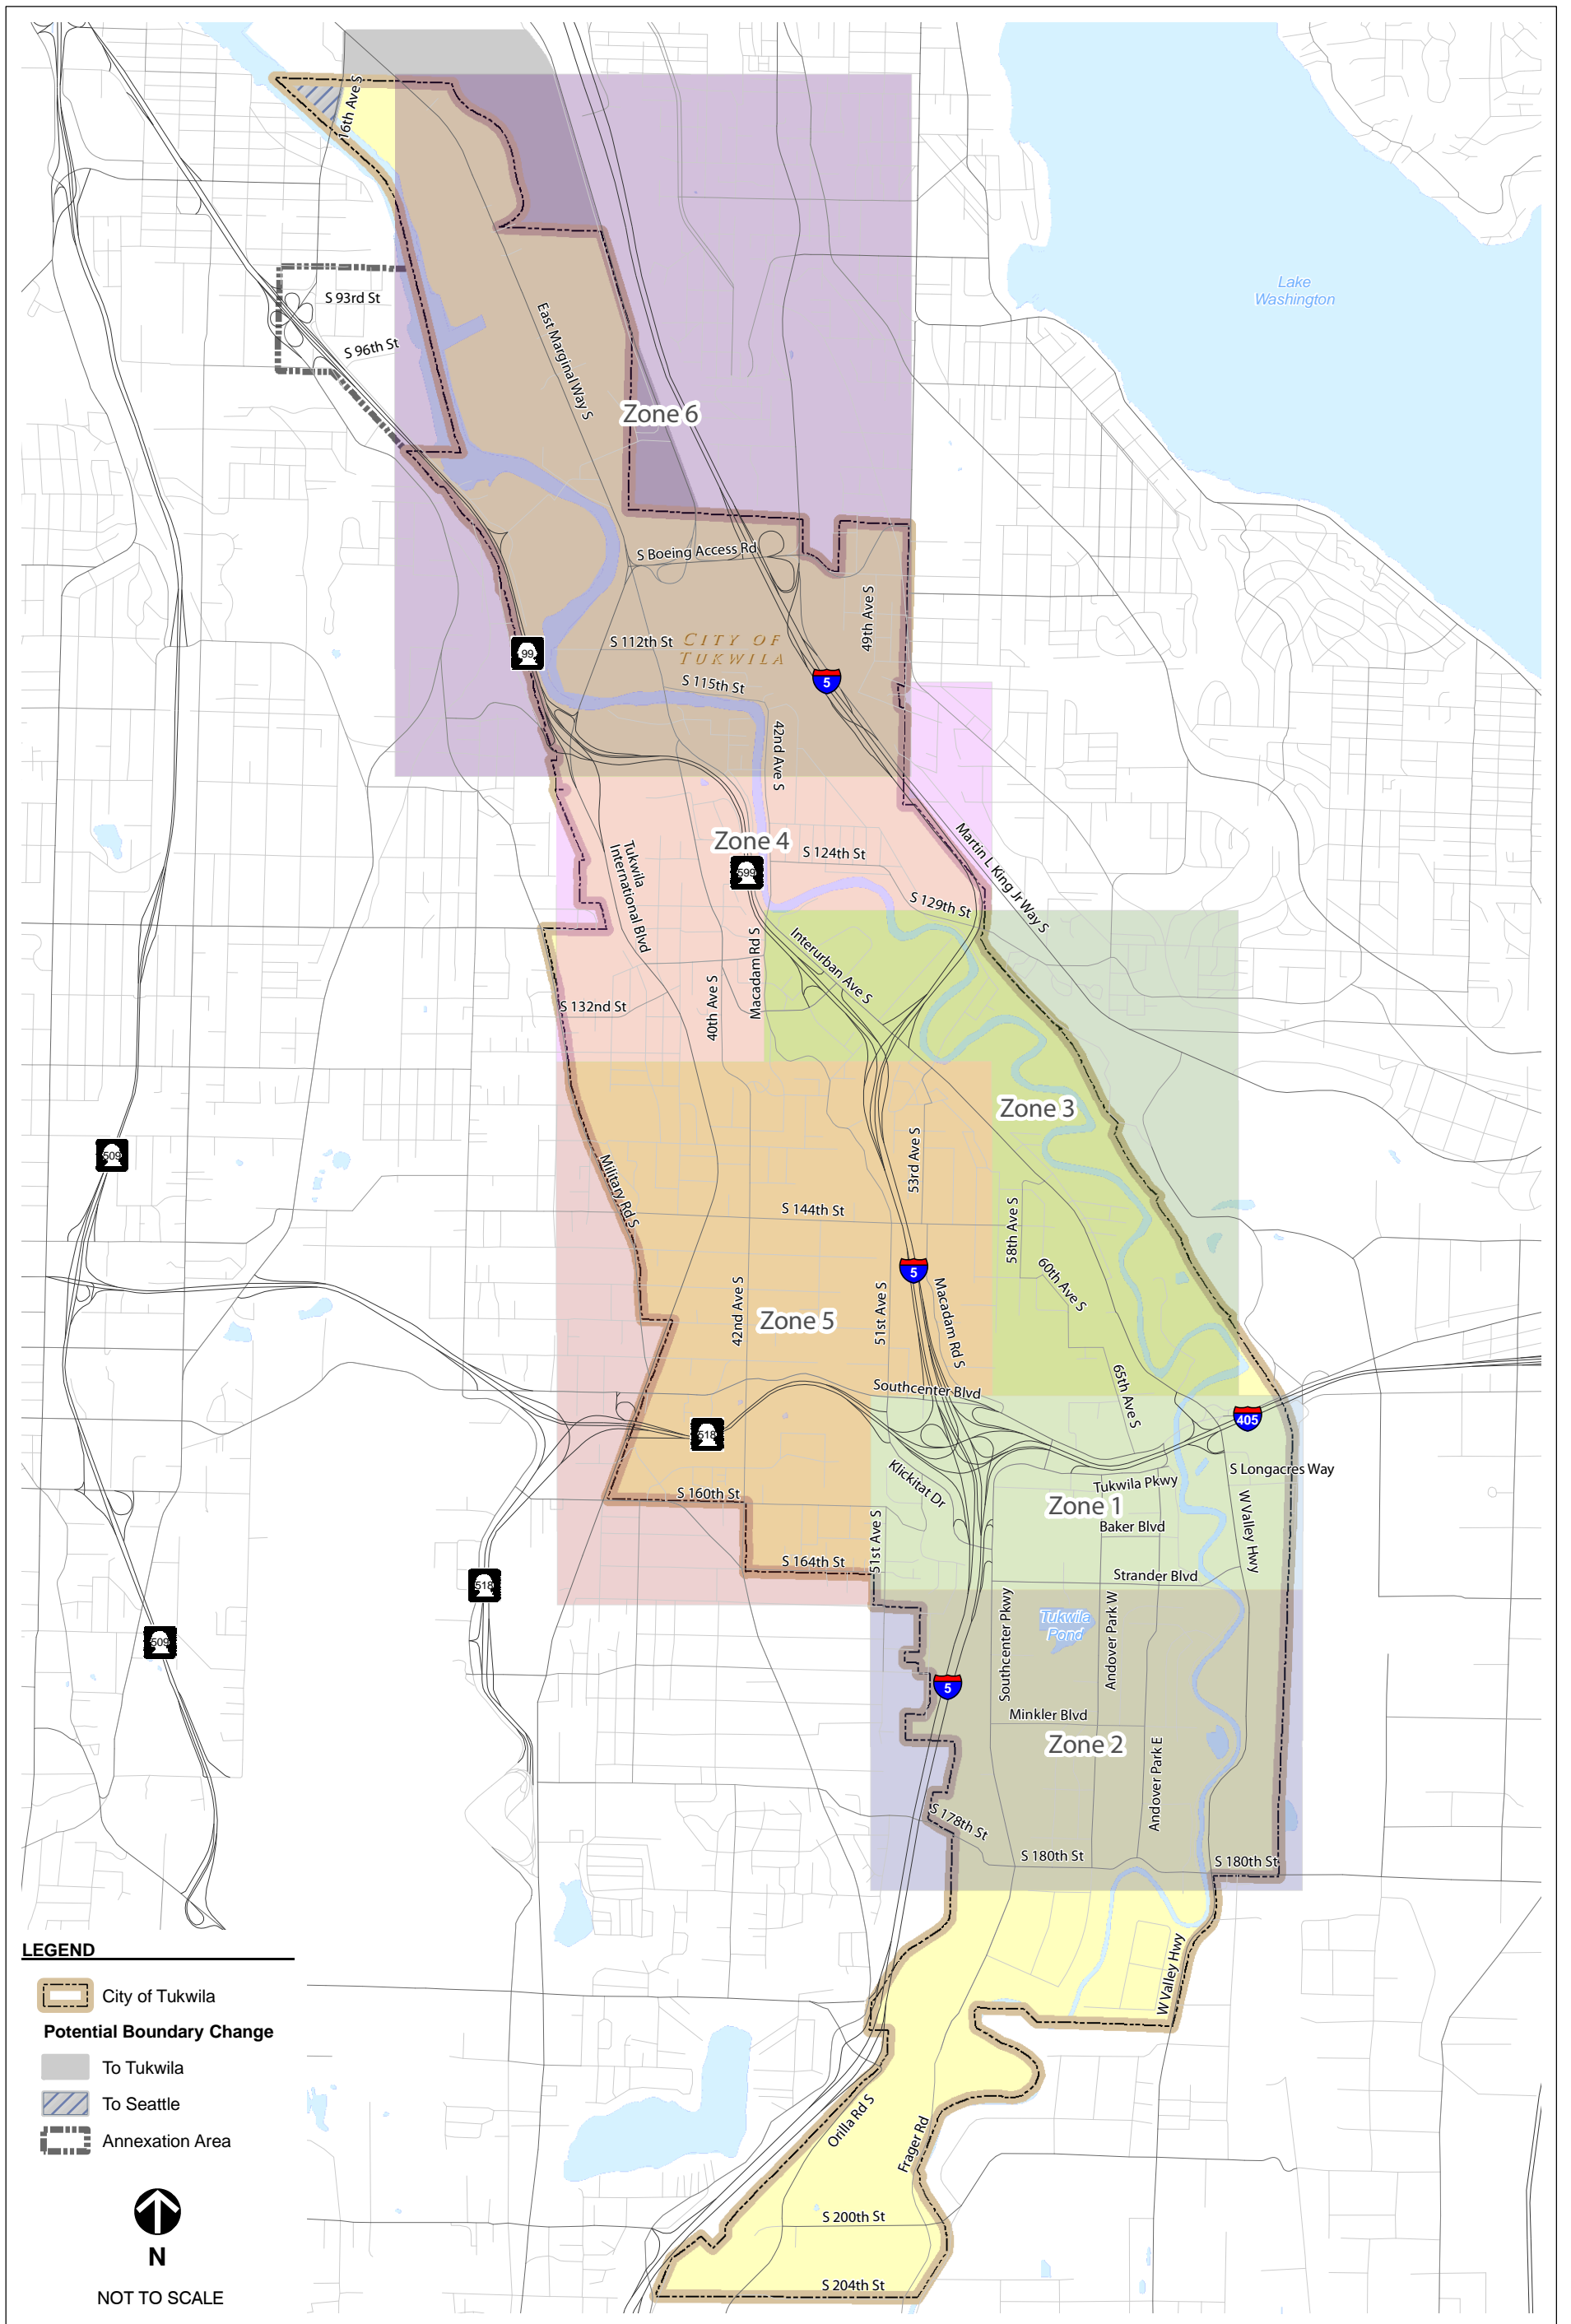 16th Ave S
Lake
Washington
S 93rd St
S 96th St
East Marginal Way S
Zone 6
S Boeing Access Rd
49th Ave S
S 112th St
CITY OF
TUKWILA
99
5
S 115th St
42nd Ave S
Zone 4
599
S 124th St
Tukwila
International Blvd
Martin L King Jr Way S
S 129th St
Interurban Ave S
Macadam Rd S
40th Ave S
S 132nd St
Zone 3
509
53rd Ave S
Military Rd S
58th Ave S
S 144th St
5
60th Ave S
42nd Ave S
51st Ave S
Macadam Rd S
Zone 5
65th Ave S
Southcenter Blvd
405
518
Klickitat Dr
S Longacres Way
Tukwila Pkwy
S 160th St
Zone 1
W Valley Hwy
Baker Blvd
51st Ave S
S 164th St
Strander Blvd
518
Southcenter Pkwy
Andover Park W
Tukwila
Pond
509
5
Minkler Blvd
Zone 2
Andover Park E
S 178th St
S 180th St
S 180th St
W Valley Hwy
LEGEND
City of Tukwila
Potential Boundary Change
To Tukwila
To Seattle
Annexation Area
Orilla Rd S
Frager Rd
S 200th St
N
S 204th St
NOT TO SCALE